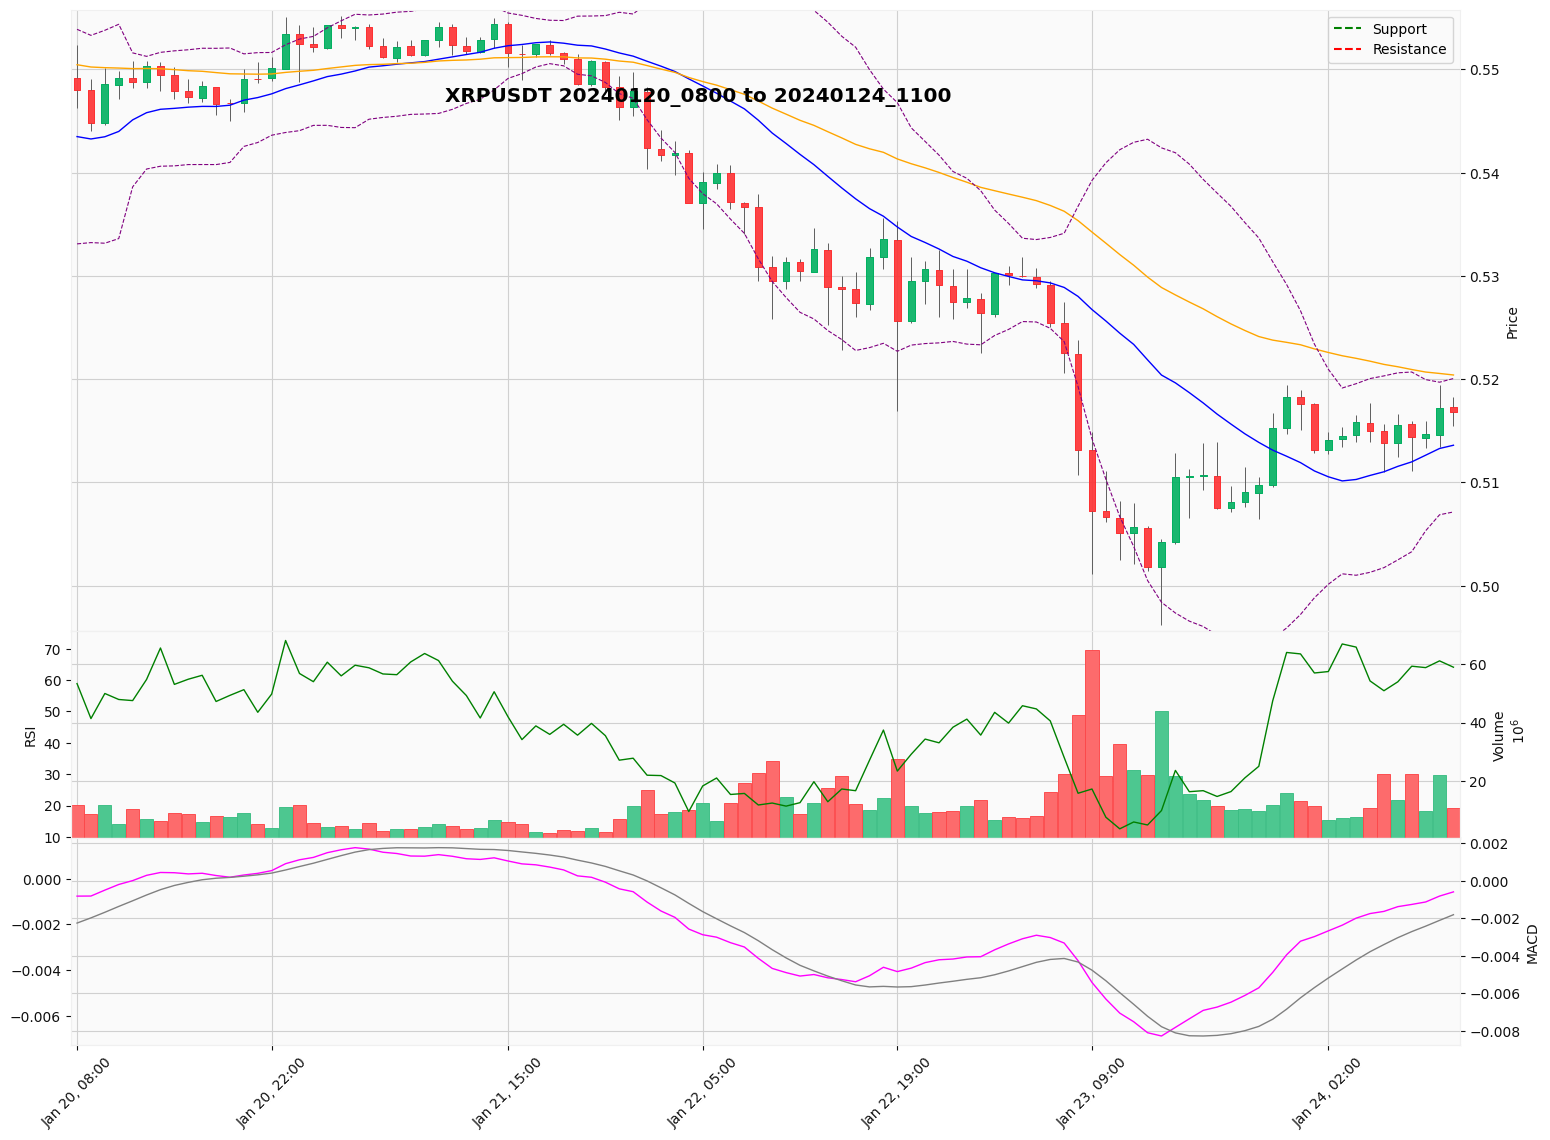 Support
Resistance
XRPUSDT 20240120_0800 to 20240124_1100
0.55
0.54
0.53
0.52
0.51
0.50
Price
70
60
50
40
30
20
10
RSI
60
40
20
Volume
10^6
0.000
−0.002
−0.004
−0.006
0.002
0.000
−0.002
−0.004
−0.006
−0.008
MACD
Jan 20, 08:00
Jan 20, 22:00
Jan 21, 15:00
Jan 22, 05:00
Jan 22, 19:00
Jan 23, 09:00
Jan 24, 02:00